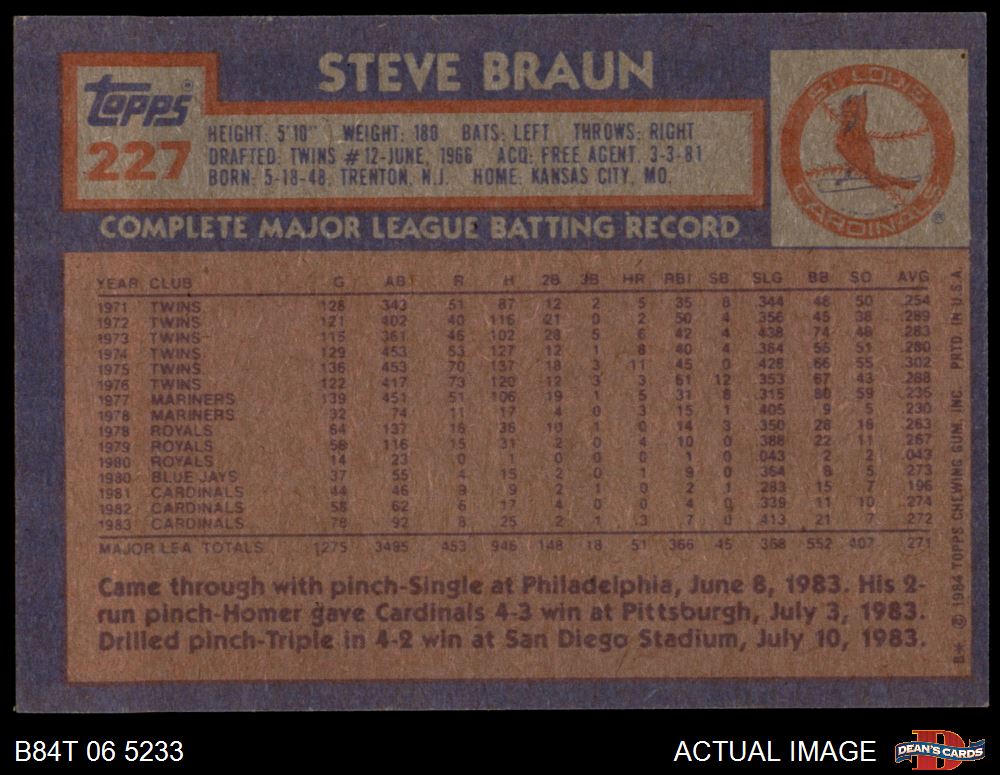 STEVE BRAUN
topps®
227
HEIGHT: 5'10" WEIGHT: 180 BATS: LEFT THROWS: RIGHT
DRAFTED: TWINS #12-JUNE, 1966 ACQ: FREE AGENT, 3-3-81
BORN: 5-18-48, TRENTON, N.J. HOME: KANSAS CITY, MO.
ST. LOUIS
CARDINALS®
COMPLETE MAJOR LEAGUE BATTING RECORD
YEAR CLUB G AB R H 2B 3B HR RBI SB SLG BB SO AVG
1971 TWINS 128 343 51 87 12 2 5 35 8 .344 48 50 .254
1972 TWINS 121 402 40 116 21 0 2 50 4 .356 45 38 .289
1973 TWINS 115 361 46 102 28 5 6 42 4 .438 74 48 .283
1974 TWINS 129 453 53 127 12 1 8 40 4 .364 56 51 .280
1975 TWINS 136 453 70 137 18 3 11 45 0 .428 66 55 .302
1976 TWINS 122 417 73 120 12 3 3 61 12 .353 67 43 .288
1977 MARINERS 139 451 51 106 19 1 5 31 8 .315 80 59 .235
1978 MARINERS 32 74 11 17 4 0 3 15 1 .405 9 5 .230
1978 ROYALS 64 137 16 36 10 1 0 14 3 .350 28 16 .263
1979 ROYALS 58 116 15 31 2 0 4 10 0 .388 22 11 .267
1980 ROYALS 14 23 0 1 0 0 0 1 0 .043 2 2 .043
1980 BLUE JAYS 37 55 4 15 2 0 1 9 0 .364 8 5 .273
1981 CARDINALS 44 46 9 9 2 1 0 2 1 .283 15 7 .196
1982 CARDINALS 58 62 6 17 4 0 0 4 0 .339 11 10 .274
1983 CARDINALS 78 92 8 25 2 1 3 7 0 .413 21 7 .272
MAJOR LEA. TOTALS 1275 3485 453 946 148 18 51 366 45 .368 552 407 .271
Came through with pinch-Single at Philadelphia, June 8, 1983. His 2-
run pinch-Homer gave Cardinals 4-3 win at Pittsburgh, July 3, 1983.
Drilled pinch-Triple in 4-2 win at San Diego Stadium, July 10, 1983.
B* © 1984 TOPPS CHEWING GUM, INC. PRTD. IN U.S.A.
B84T 06 5233
ACTUAL IMAGE
DEAN'S CARDS